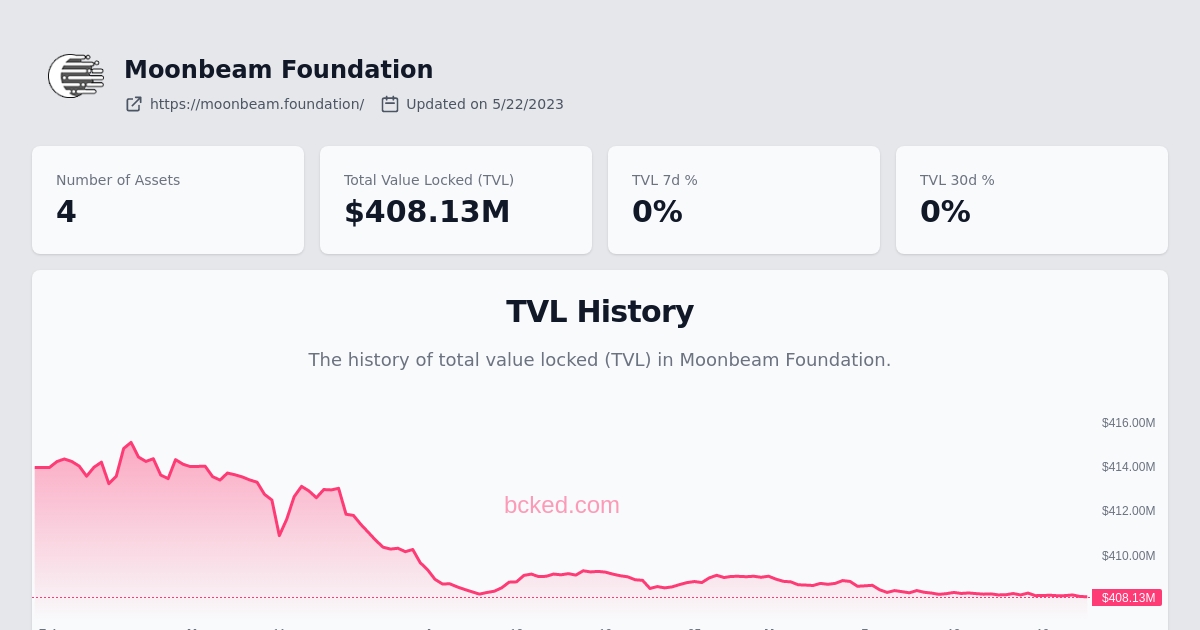 Moonbeam Foundation
https://moonbeam.foundation/ Updated on 5/22/2023
Number of Assets
4
Total Value Locked (TVL)
$408.13M
TVL 7d %
0%
TVL 30d %
0%
TVL History
The history of total value locked (TVL) in Moonbeam Foundation.
$416.00M
$414.00M
bcked.com
$412.00M
$410.00M
$408.13M